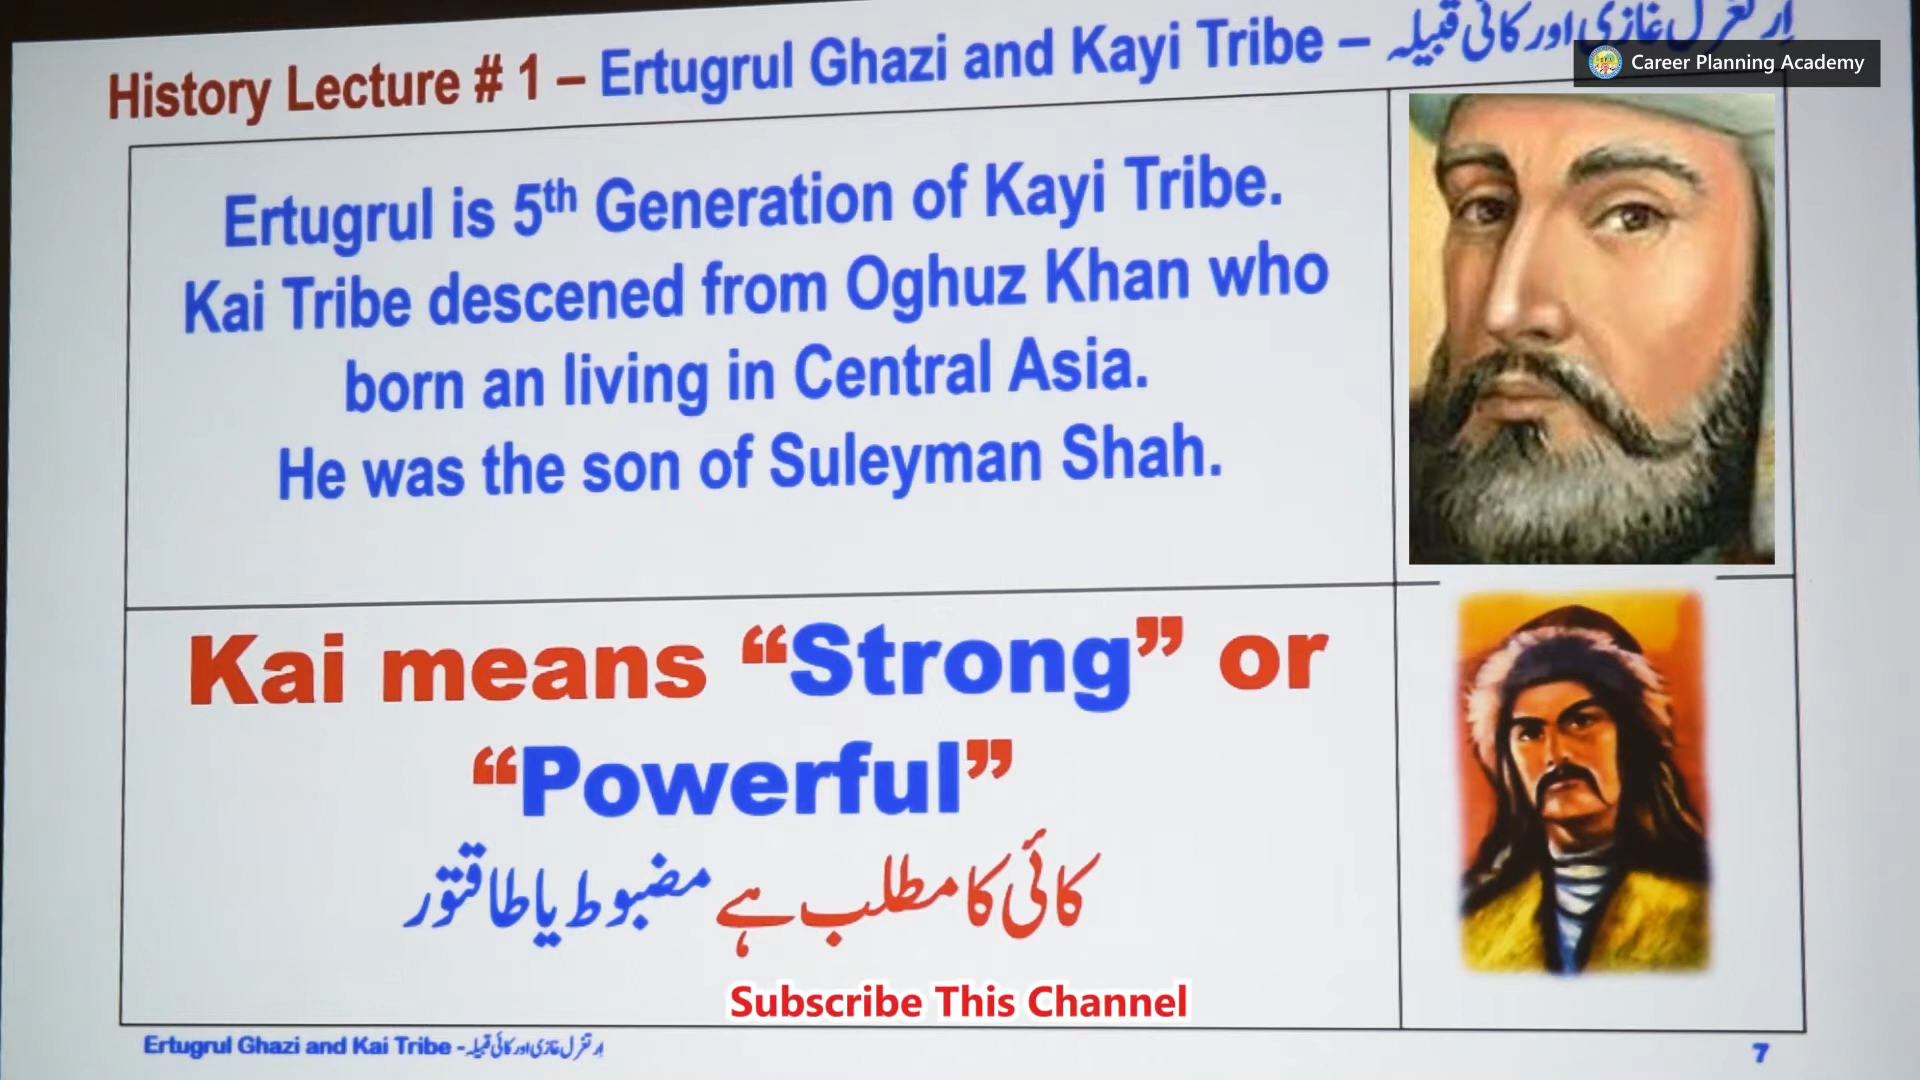 History Lecture # 1 – Ertugrul Ghazi and Kayi Tribe – اِرتغرل غازی اور کائی قبیلہ
Career Planning Academy
Ertugrul is 5th Generation of Kayi Tribe.
Kai Tribe descened from Oghuz Khan who
born an living in Central Asia.
He was the son of Suleyman Shah.
Kai means “Strong” or
“Powerful”
کائی کا مطلب ہے مضبوط یا طاقتور
Subscribe This Channel
Ertugrul Ghazi and Kai Tribe - اِرتغرل غازی اور کائی قبیلہ
7